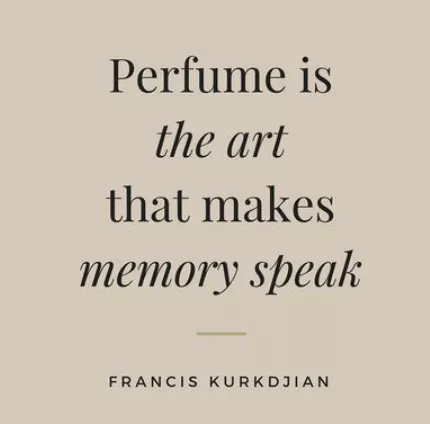 Perfume is
the art
that makes
memory speak
FRANCIS KURKDJIAN